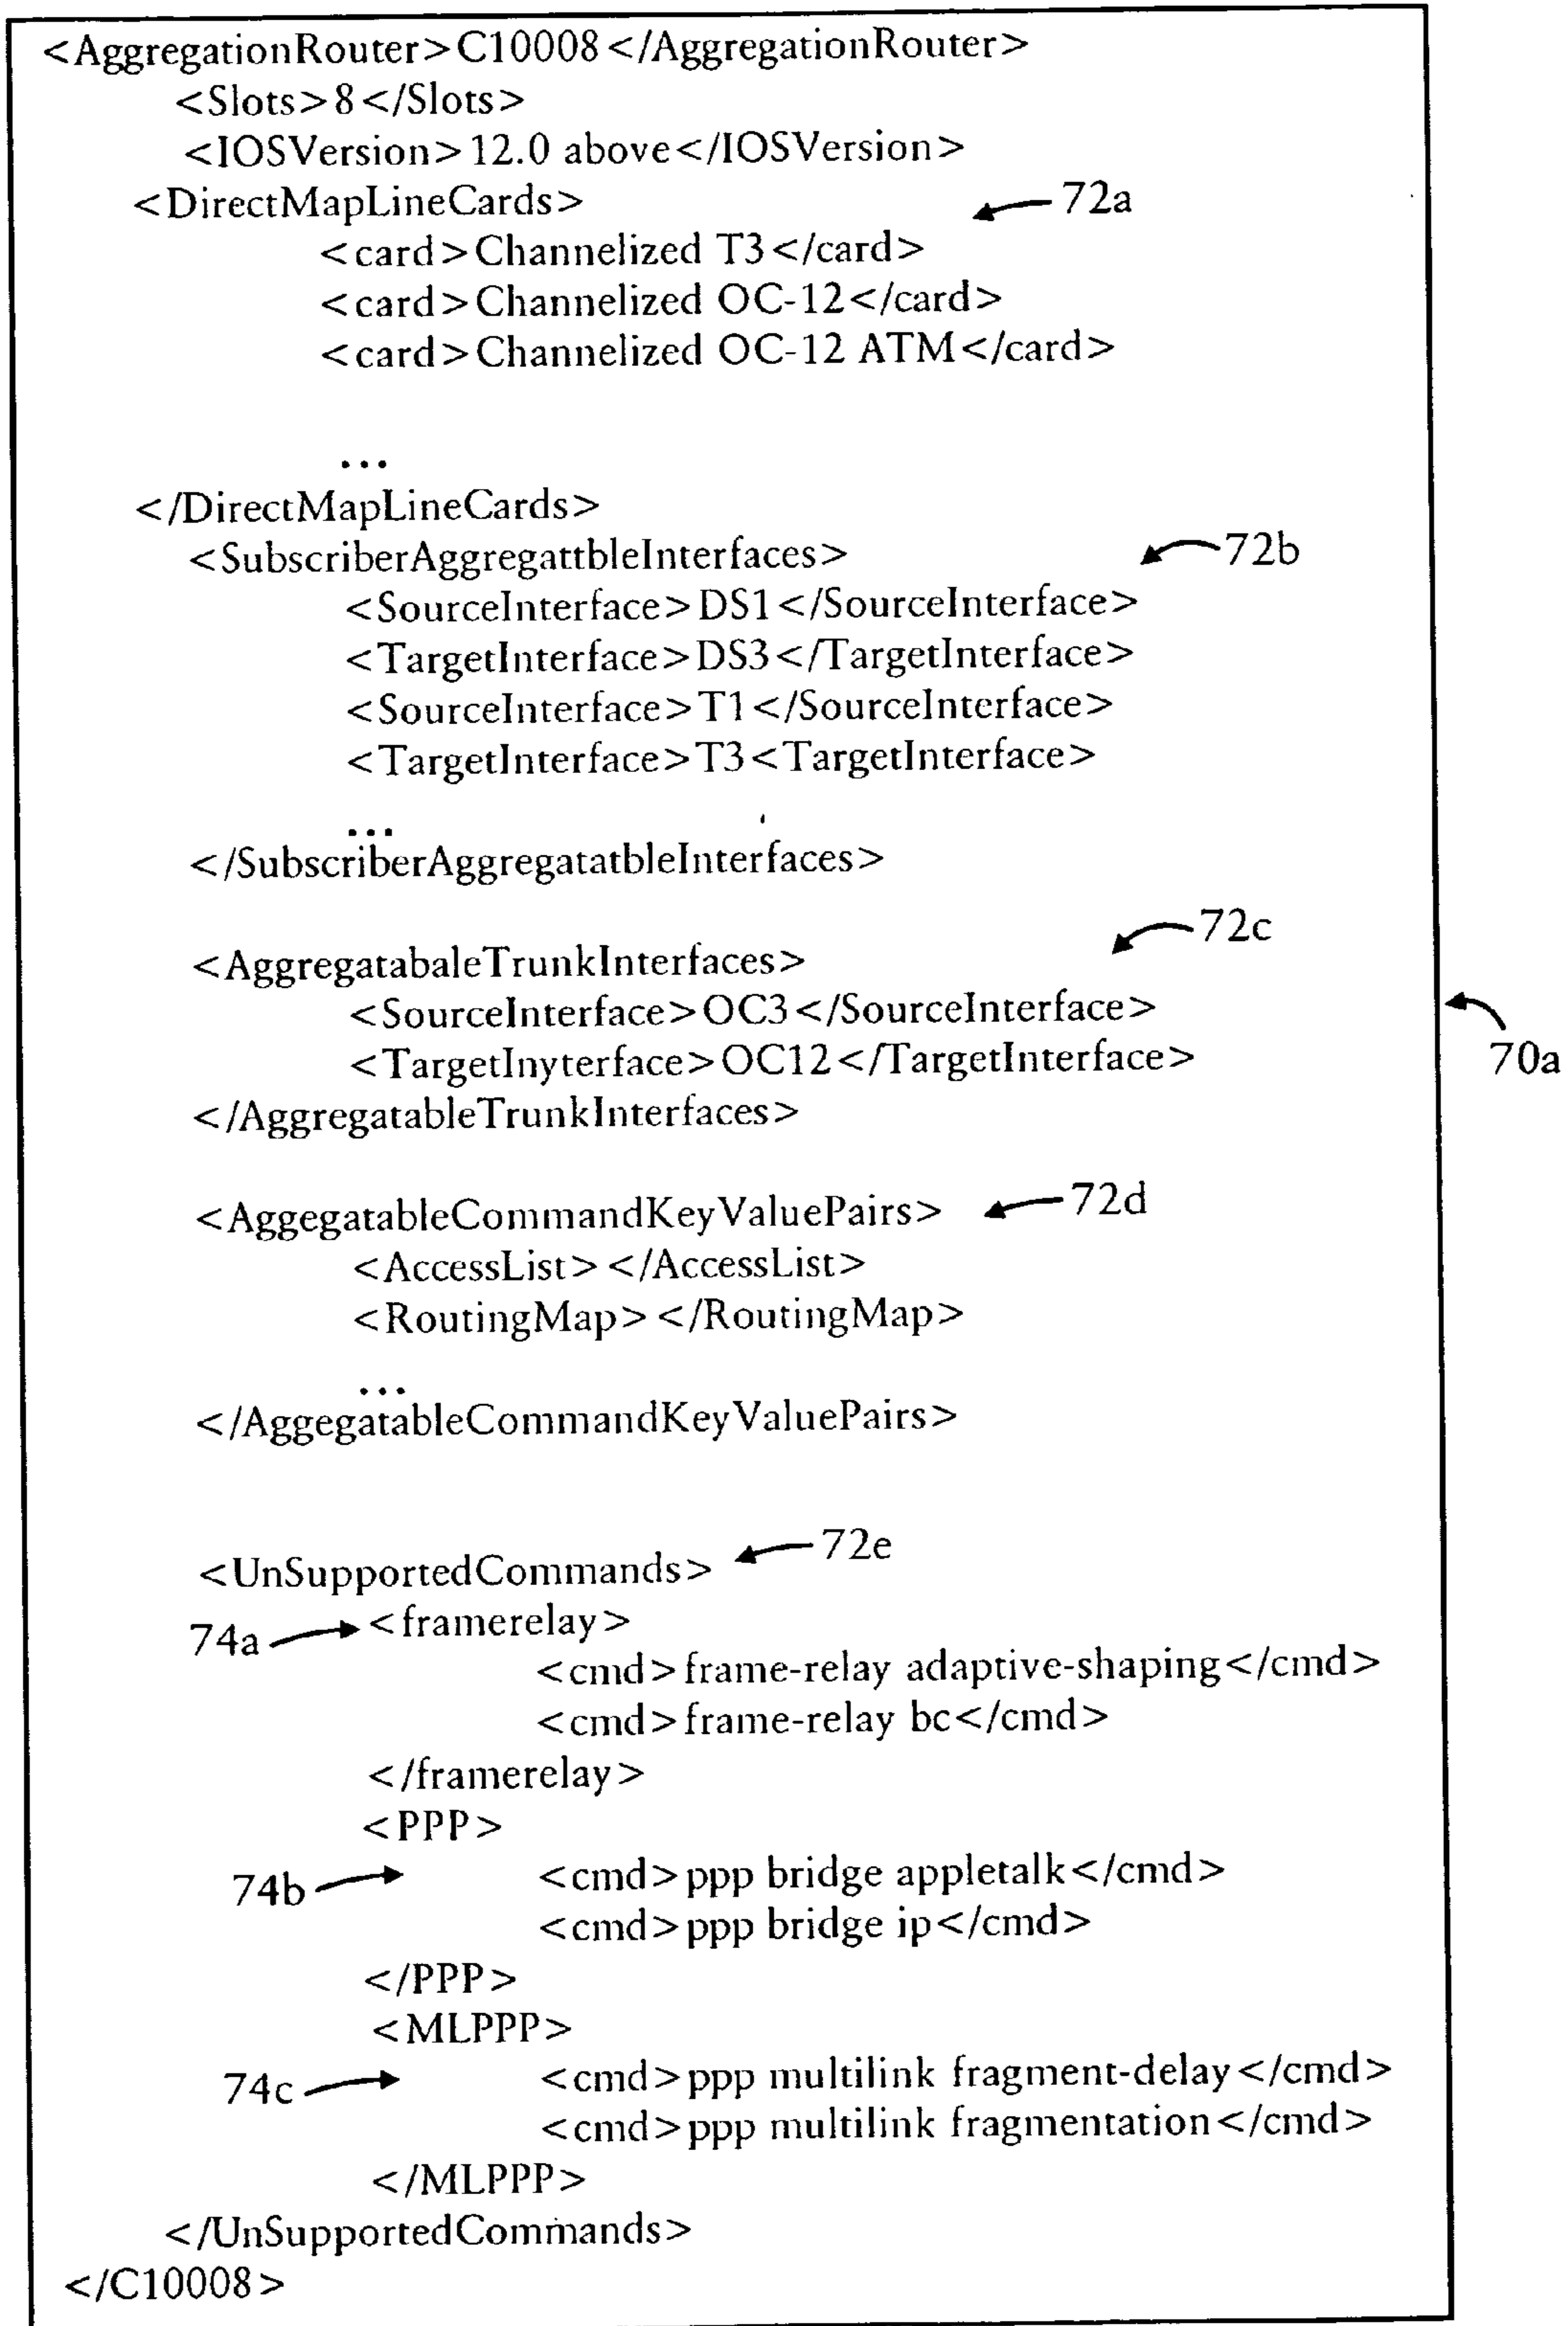 <AggregationRouter>C10008</AggregationRouter>
<Slots>8</Slots>
<IOSVersion>12.0 above</IOSVersion>
<DirectMapLineCards> 72a
<card>Channelized T3</card>
<card>Channelized OC-12</card>
<card>Channelized OC-12 ATM</card>
...
</DirectMapLineCards>
<SubscriberAggregattbleInterfaces> 72b
<SourceInterface>DS1</SourceInterface>
<TargetInterface>DS3</TargetInterface>
<SourceInterface>T1</SourceInterface>
<TargetInterface>T3<TargetInterface>
...
</SubscriberAggregatatbleInterfaces>
72c
<AggregatabaleTrunkInterfaces>
<SourceInterface>OC3</SourceInterface>
70a
<TargetInyterface>OC12</TargetInterface>
</AggregatableTrunkInterfaces>
<AggegatableCommandKeyValuePairs> 72d
<AccessList></AccessList>
<RoutingMap></RoutingMap>
...
</AggegatableCommandKeyValuePairs>
<UnSupportedCommands> 72e
74a <framerelay>
<cmd>frame-relay adaptive-shaping</cmd>
<cmd>frame-relay bc</cmd>
</framerelay>
<PPP>
74b <cmd>ppp bridge appletalk</cmd>
<cmd>ppp bridge ip</cmd>
</PPP>
<MLPPP>
74c <cmd>ppp multilink fragment-delay</cmd>
<cmd>ppp multilink fragmentation</cmd>
</MLPPP>
</UnSupportedCommands>
</C10008>